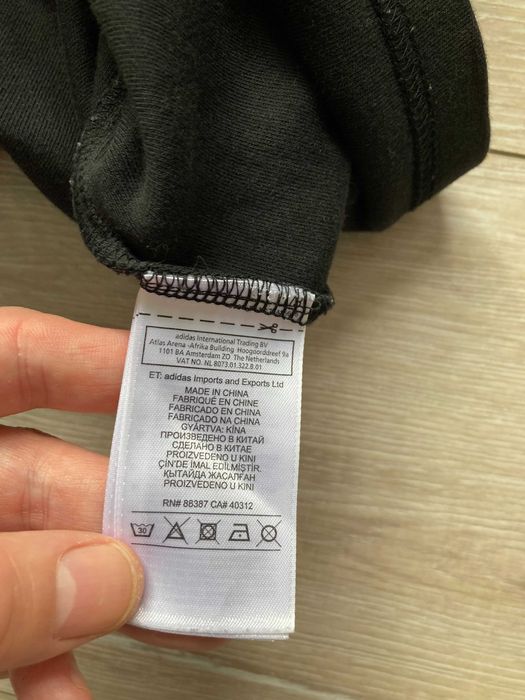 adidas International Trading BV
Atlas Arena -Afrika Building Hoogoorddreef 9a
1101 BA Amsterdam ZO The Netherlands
VAT NO. NL 8073.01.322.B.01
ET: adidas Imports and Exports Ltd
MADE IN CHINA
FABRIQUÉ EN CHINE
FABRICADO EN CHINA
FABRICADO NA CHINA
GYÁRTVA: KÍNA
ПРОИЗВЕДЕНО В КИТАЙ
СДЕЛАНО В КИТАЕ
PROIZVEDENO U KINI
ÇİN'DE İMAL EDİLMİŞTİR.
ҚЫТАЙДА ЖАСАЛҒАН
PROIZVEDENO U KINI
RN# 88387 CA# 40312
30